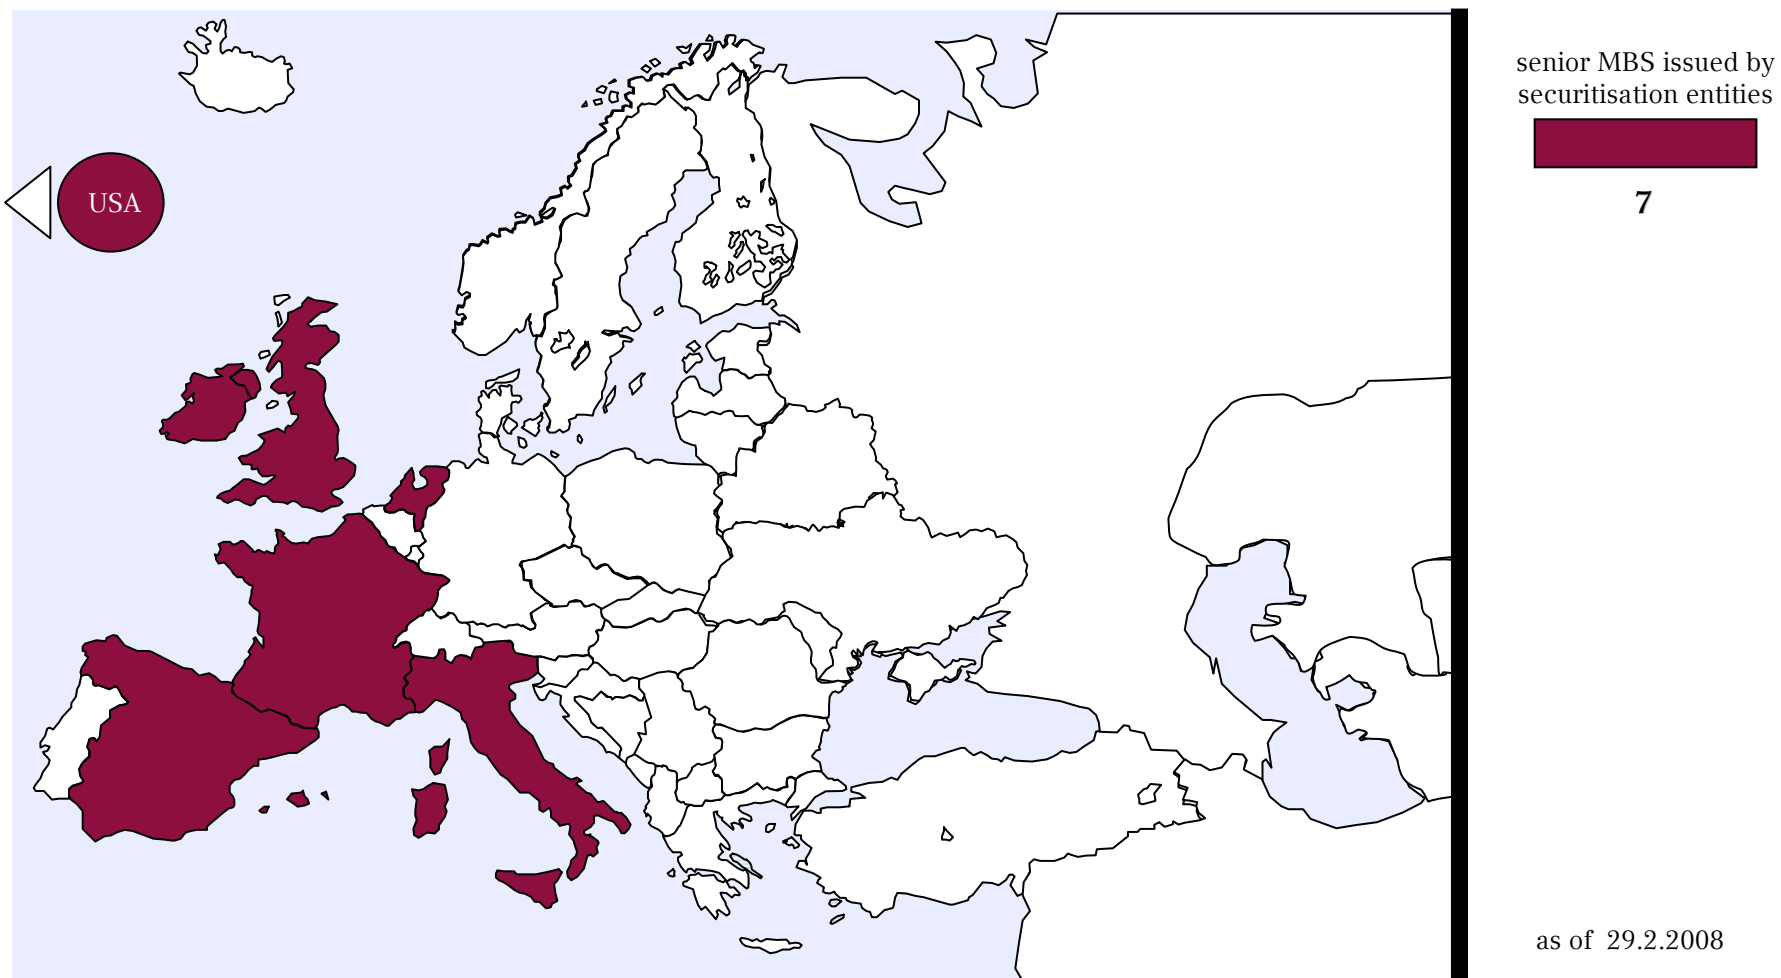 senior MBS issued by
securitisation entities
USA
7
as of 29.2.2008